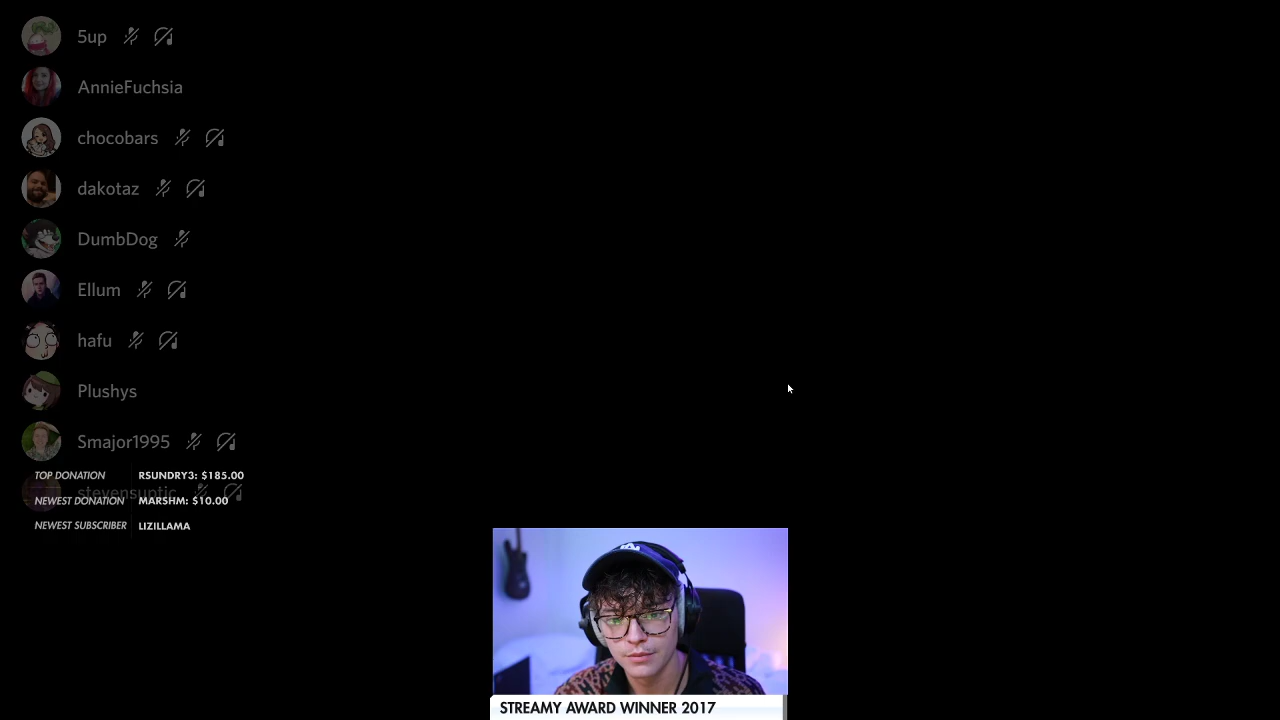 5up
AnnieFuchsia
chocobars
dakotaz
DumbDog
Ellum
hafu
Plushys
Smajor1995
TOP DONATION RSUNDRY3: $185.00
stevensuptic
NEWEST DONATION MARSHM: $10.00
NEWEST SUBSCRIBER LIZILLAMA
STREAMY AWARD WINNER 2017